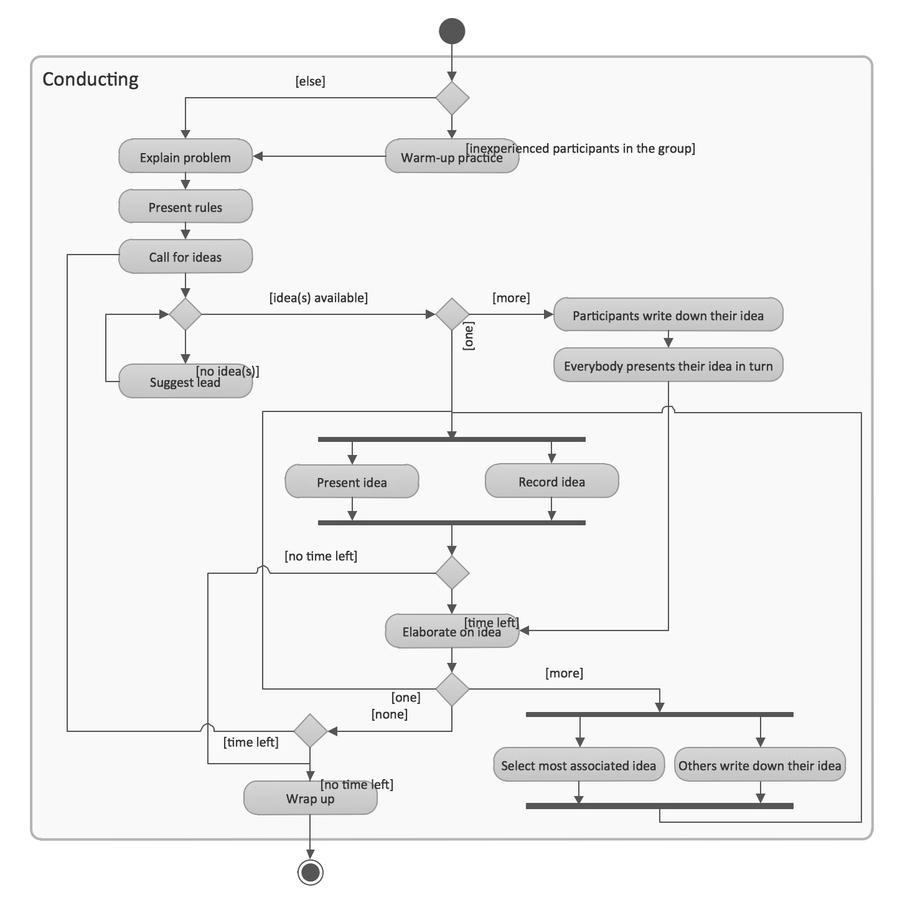 Conducting
[else]
[inexperienced participants in the group]
Explain problem
Warm-up practice
Present rules
Call for ideas
[idea(s) available]
[more]
[one]
Participants write down their idea
[no idea(s)]
Suggest lead
Everybody presents their idea in turn
Present idea
Record idea
[no time left]
[time left]
Elaborate on idea
[more]
[one]
[none]
[time left]
Select most associated idea
Others write down their idea
[no time left]
Wrap up